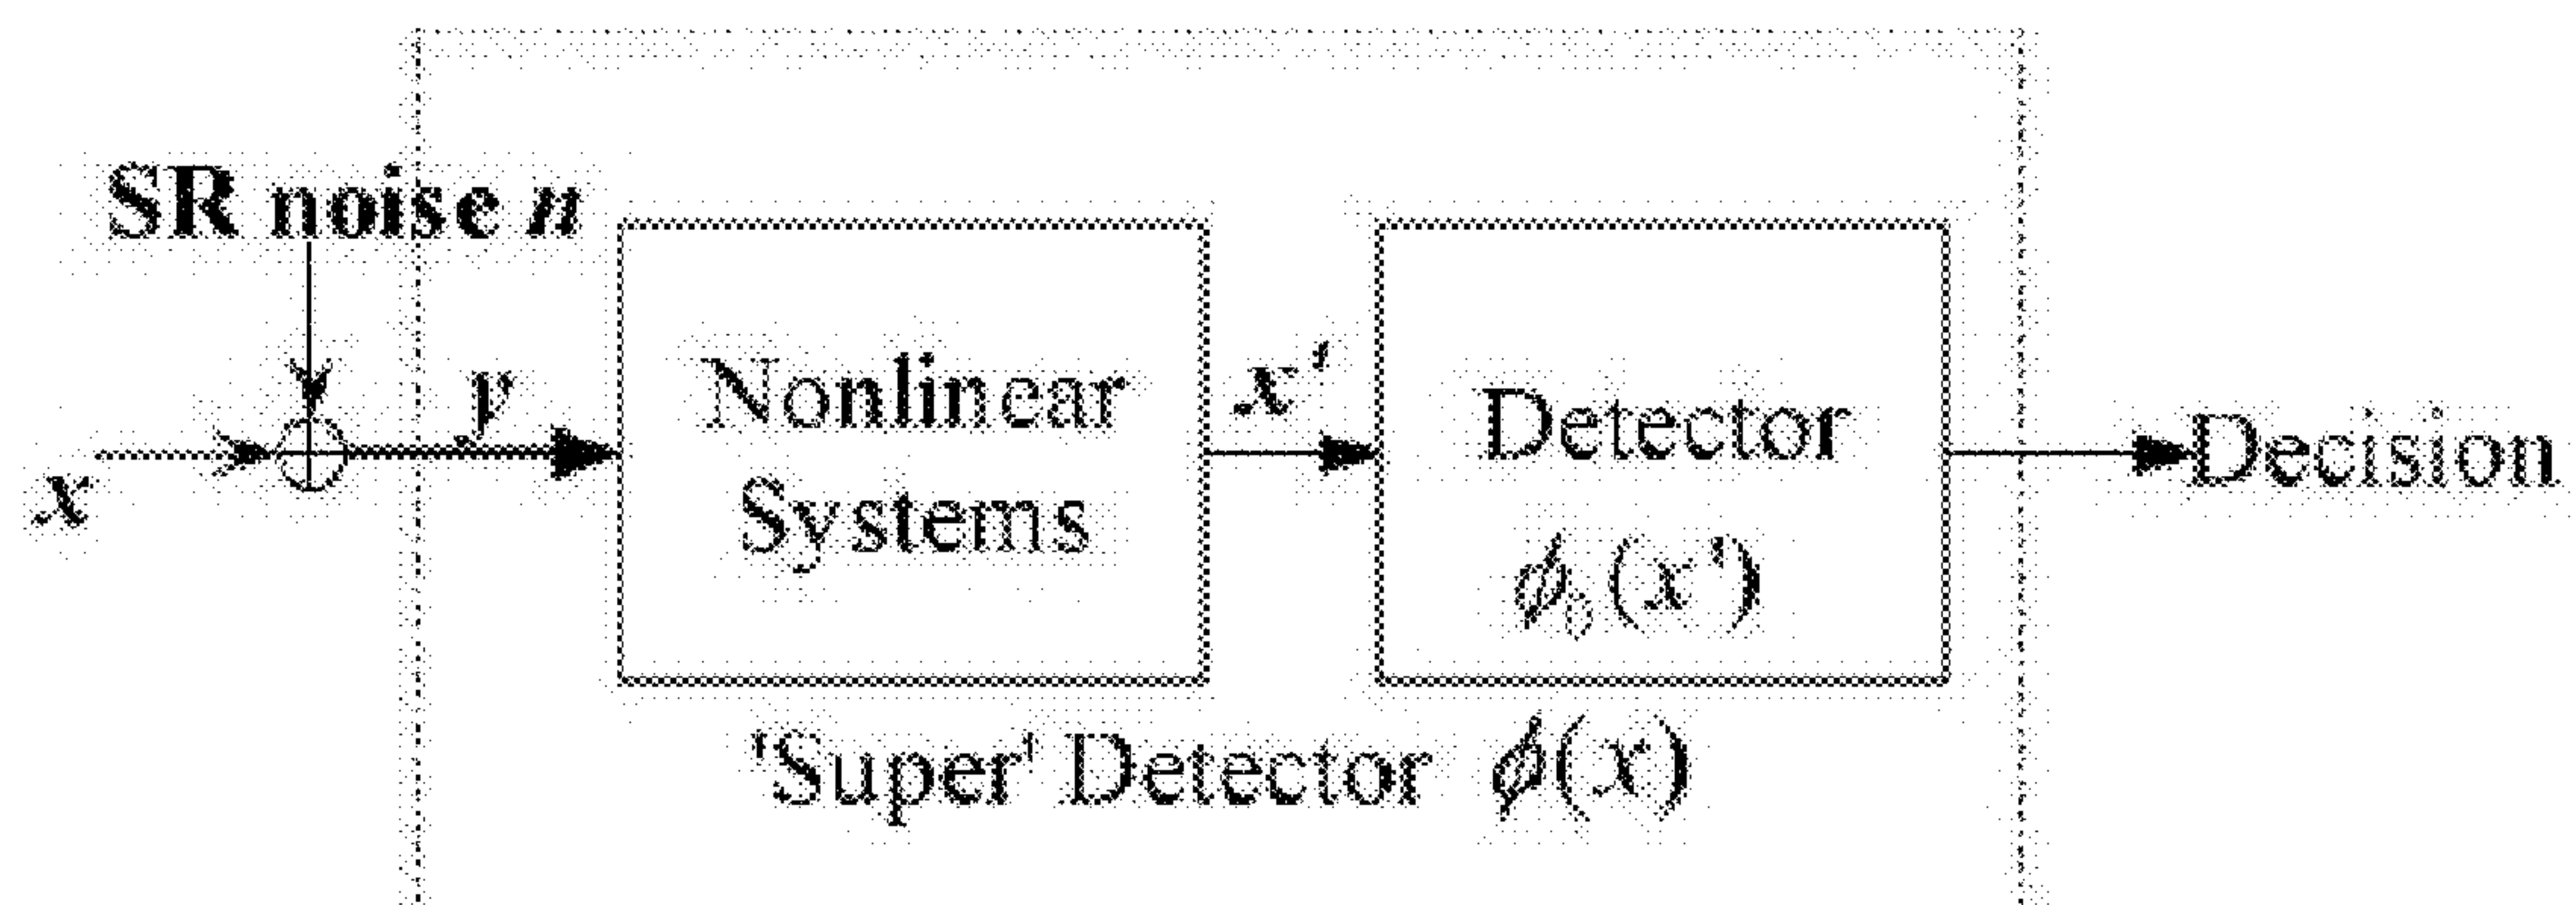 SR noise n
x
y
Nonlinear
Systems
x'
Detector
ϕ₀(x')
Decision
'Super' Detector ϕ(x)